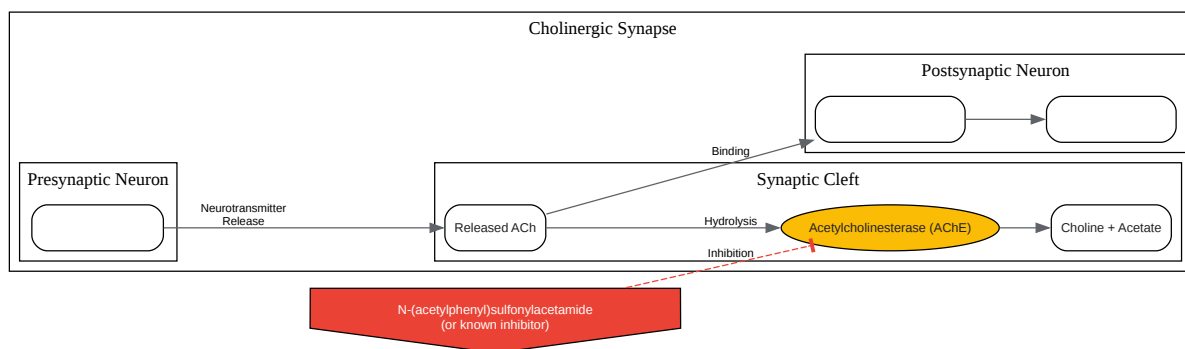 Cholinergic Synapse
Postsynaptic Neuron
Binding
Presynaptic Neuron
Synaptic Cleft
Neurotransmitter
Release
Released ACh
Hydrolysis
Acetylcholinesterase (AChE)
Choline + Acetate
Inhibition
N-(acetylphenyl)sulfonylacetamide
(or known inhibitor)